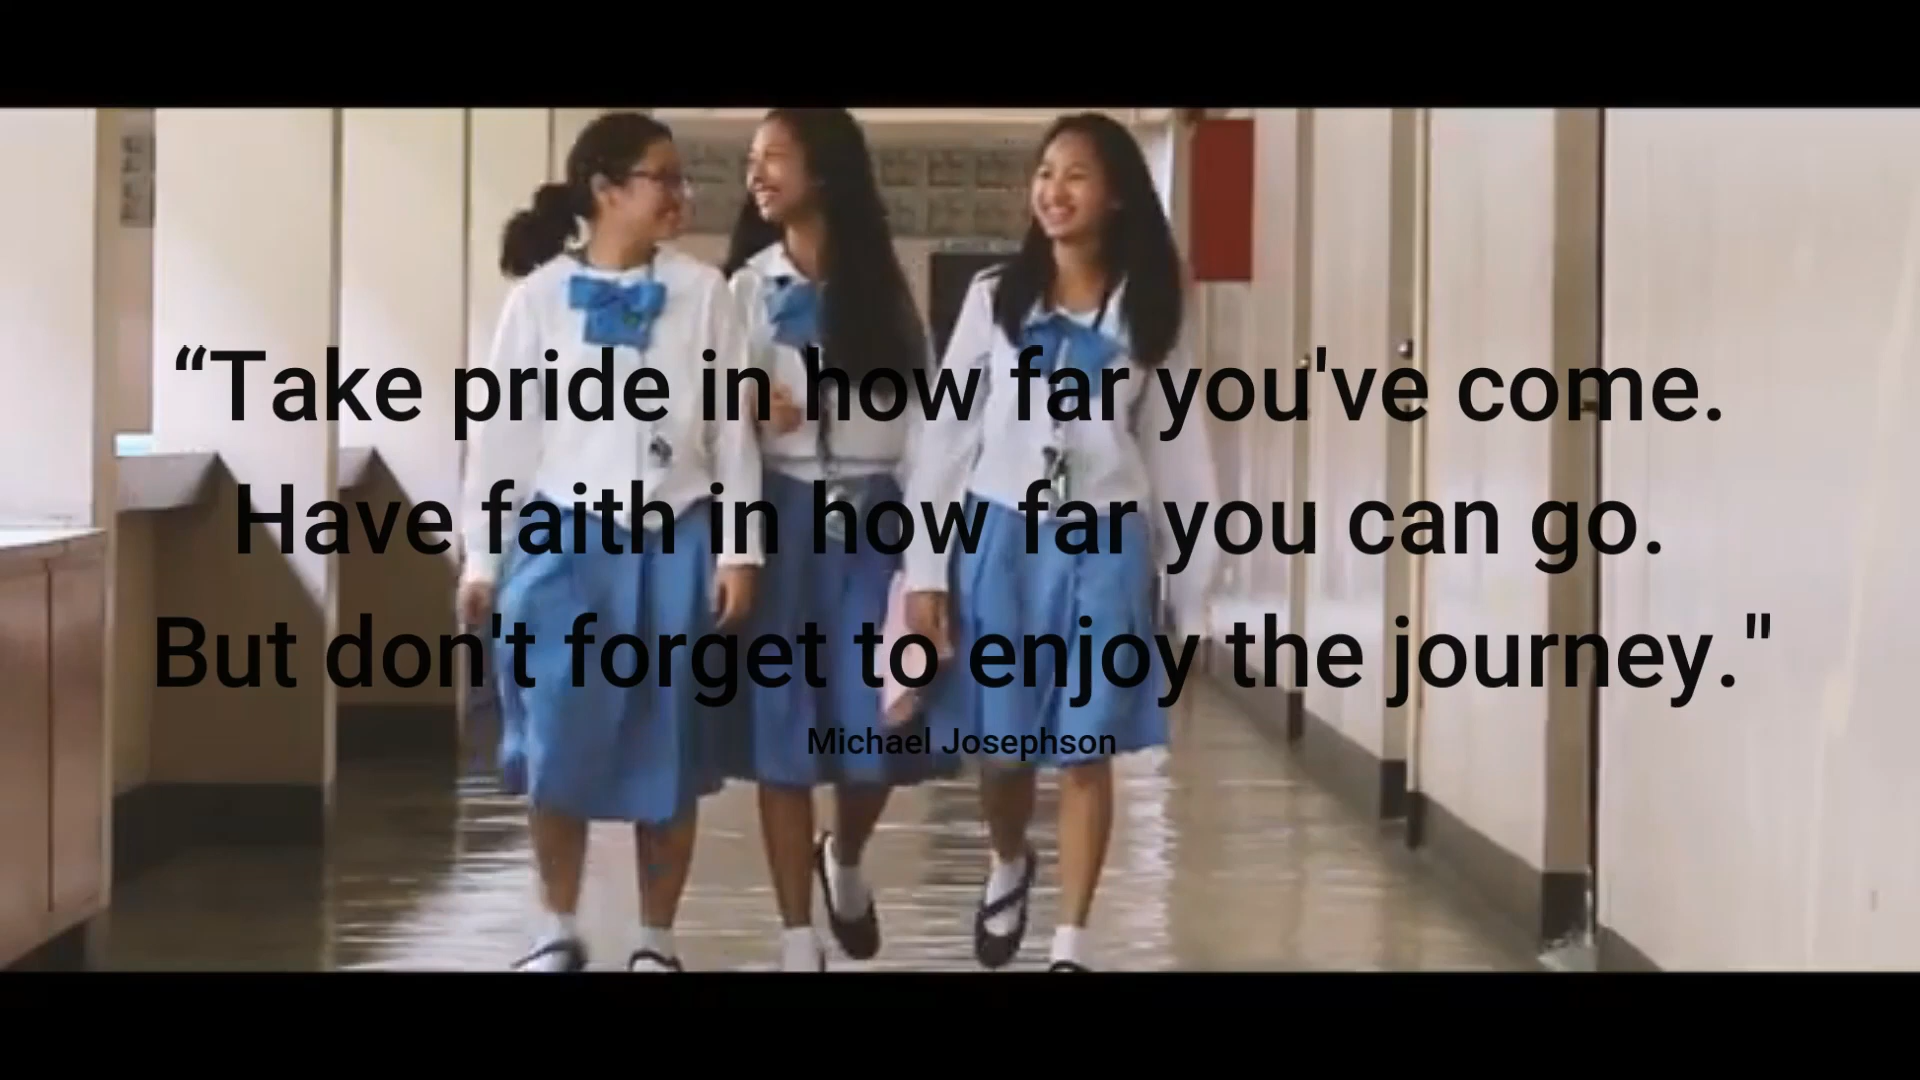 “Take pride in how far you've come.
Have faith in how far you can go.
But don't forget to enjoy the journey."
Michael Josephson